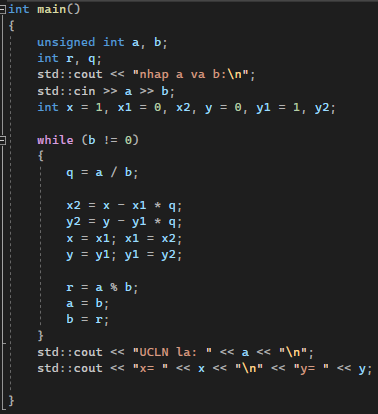 int main()
{
unsigned int a, b;
int r, q;
std::cout << "nhap a va b:\n";
std::cin >> a >> b;
int x = 1, x1 = 0, x2, y = 0, y1 = 1, y2;
while (b != 0)
{
q = a / b;
x2 = x - x1 * q;
y2 = y - y1 * q;
x = x1; x1 = x2;
y = y1; y1 = y2;
r = a % b;
a = b;
b = r;
}
std::cout << "UCLN la: " << a << "\n";
std::cout << "x= " << x << "\n" << "y= " << y;
}